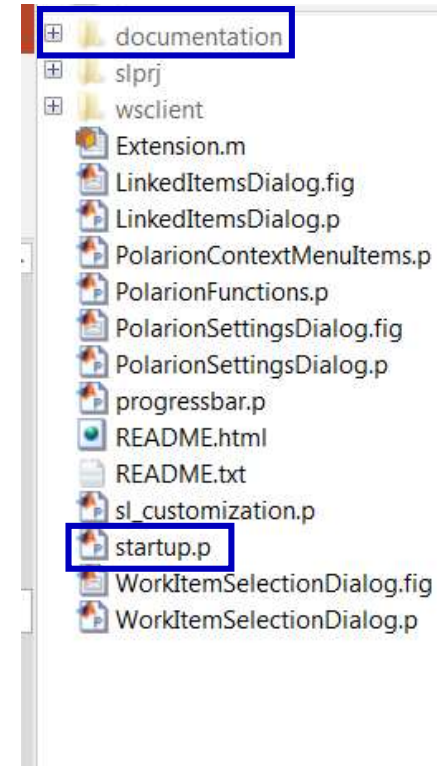 documentation
slprj
wsclient
Extension.m
LinkedItemsDialog.fig
LinkedItemsDialog.p
PolarionContextMenuItems.p
PolarionFunctions.p
PolarionSettingsDialog.fig
PolarionSettingsDialog.p
progressbar.p
README.html
README.txt
sl_customization.p
startup.p
WorkItemSelectionDialog.fig
WorkItemSelectionDialog.p